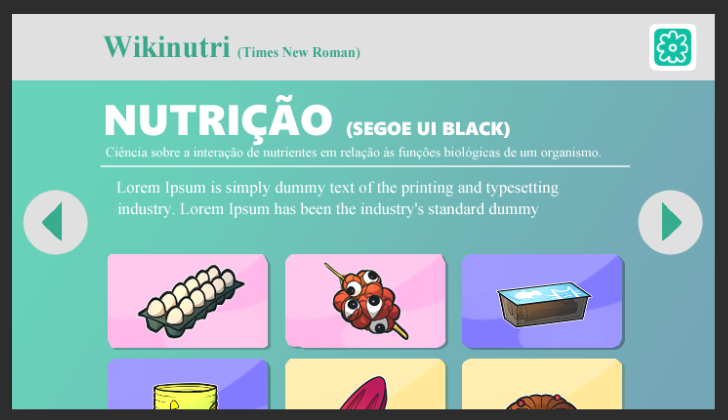 Wikinutri (Times New Roman)
NUTRIÇÃO (SEGOE UI BLACK)
Ciência sobre a interação de nutrientes em relação às funções biológicas de um organismo.
Lorem Ipsum is simply dummy text of the printing and typesetting
industry. Lorem Ipsum has been the industry's standard dummy